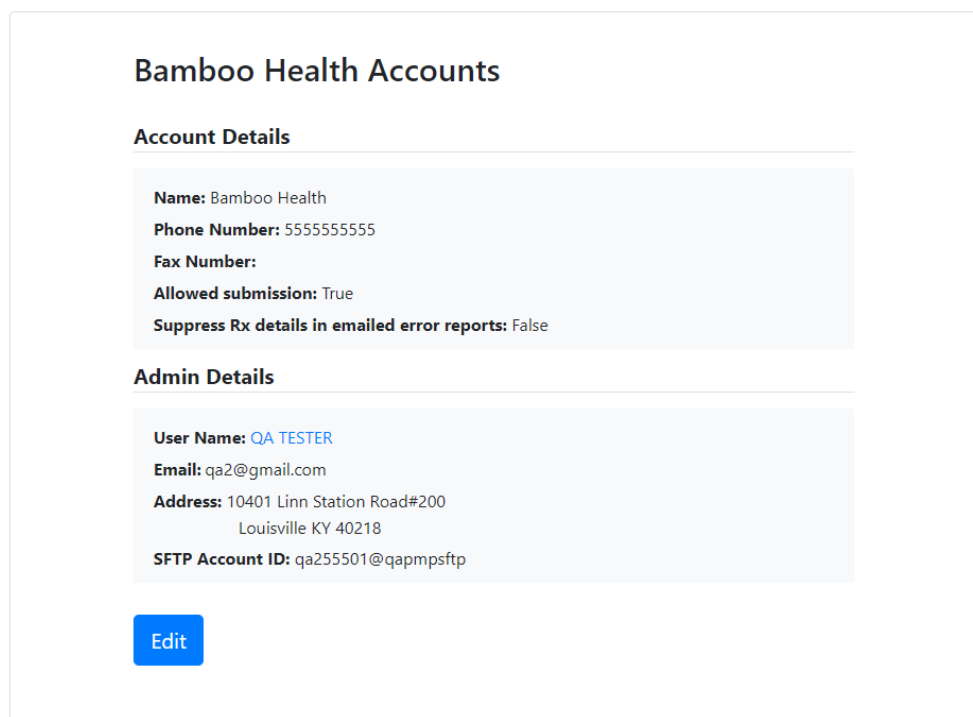 Bamboo Health Accounts
Account Details
Name: Bamboo Health
Phone Number: 5555555555
Fax Number:
Allowed submission: True
Suppress Rx details in emailed error reports: False
Admin Details
User Name: QA TESTER
Email: qa2@gmail.com
Address: 10401 Linn Station Road#200
Louisville KY 40218
SFTP Account ID: qa255501@qapmpsftp
Edit